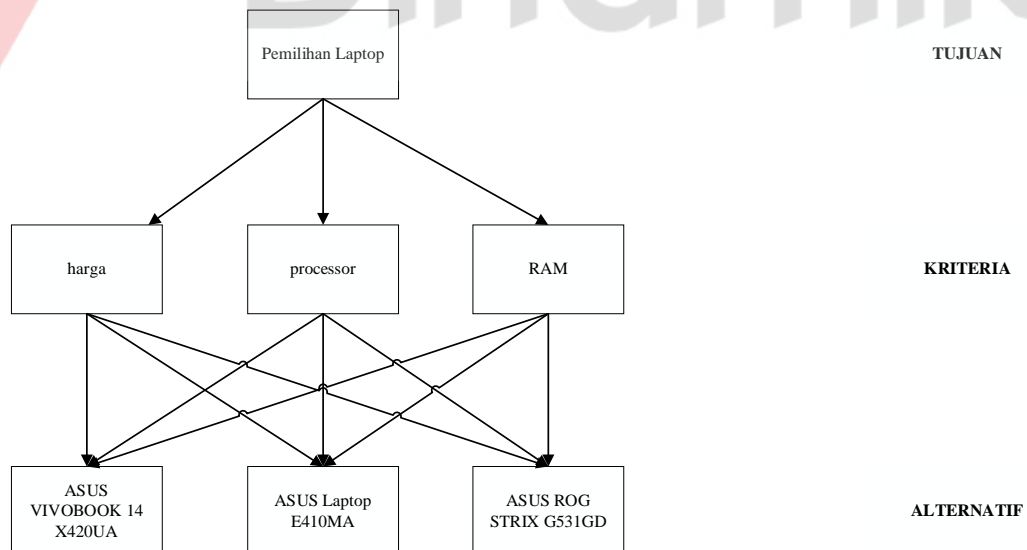 Pemilihan Laptop
TUJUAN
harga
processor
RAM
KRITERIA
ASUS
VIVOBOOK 14
X420UA
ASUS Laptop
E410MA
ASUS ROG
STRIX G531GD
ALTERNATIF